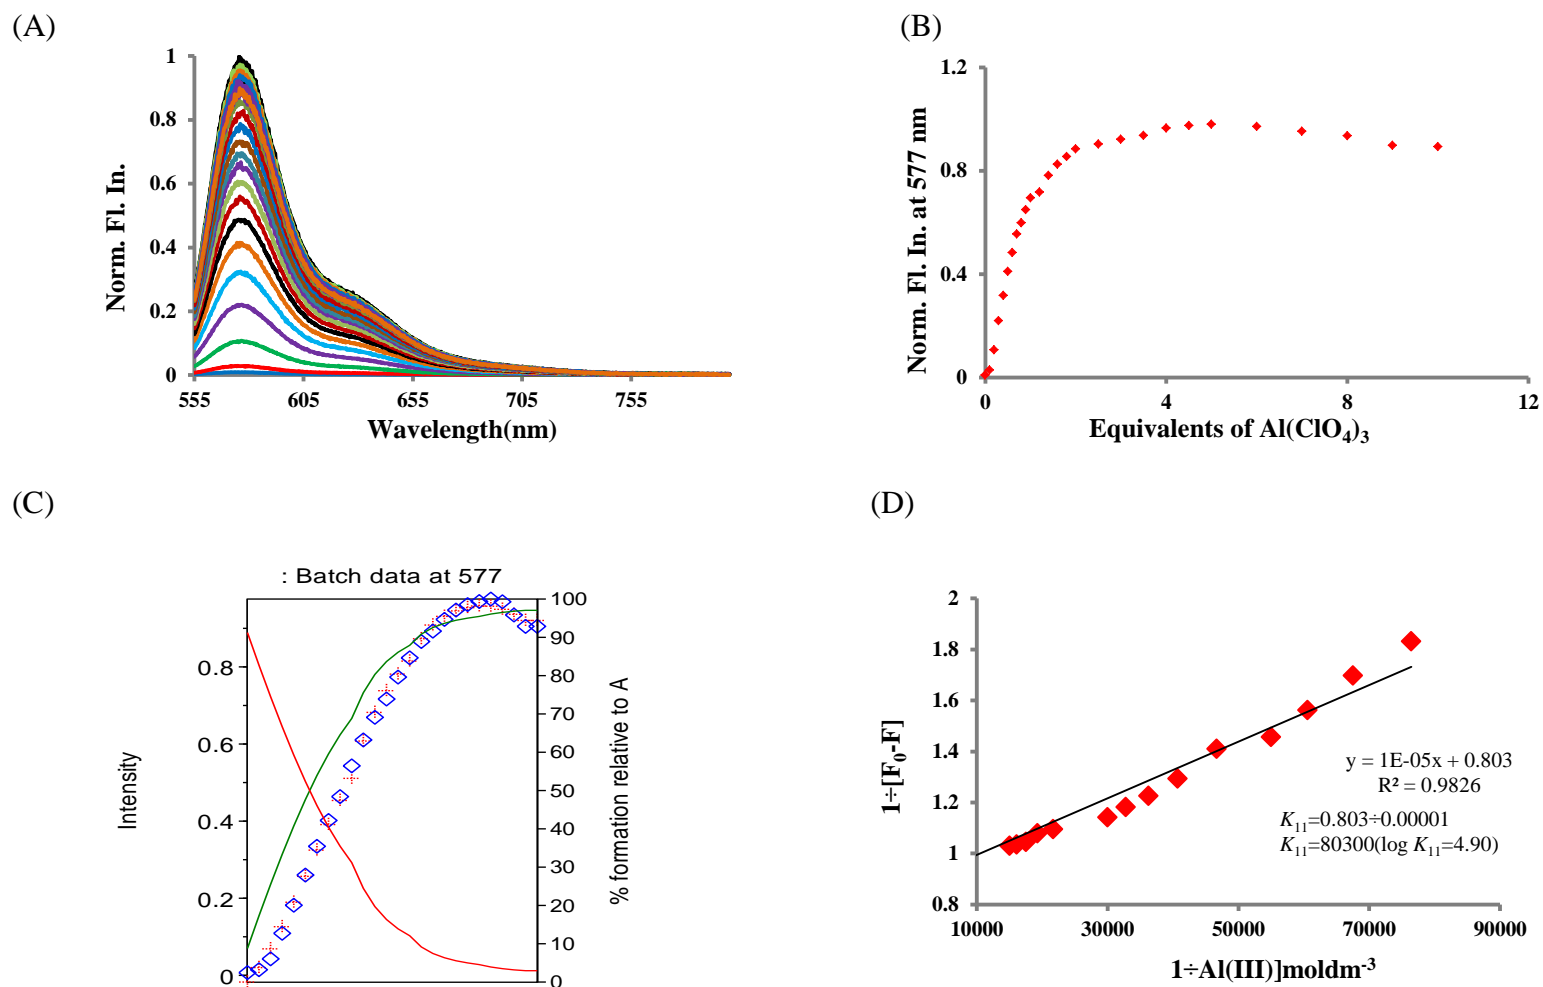 (A)
Norm. Fl. In.
1
0.8
0.6
0.4
0.2
0
555
605
655
705
755
Wavelength(nm)
(B)
Norm. Fl. In. at 577 nm
1.2
0.8
0.4
0
0
4
8
12
Equivalents of Al(ClO4)3
(C)
: Batch data at 577
Intensity
0.8
0.6
0.4
0.2
0
100
90
80
70
60
50
40
30
20
10
0
% formation relative to A
(D)
1÷[F0-F]
2
1.8
1.6
1.4
1.2
1
0.8
y = 1E-05x + 0.803
R² = 0.9826
K11=0.803÷0.00001
K11=80300(log K11=4.90)
10000
30000
50000
70000
90000
1÷Al(III)]moldm-3